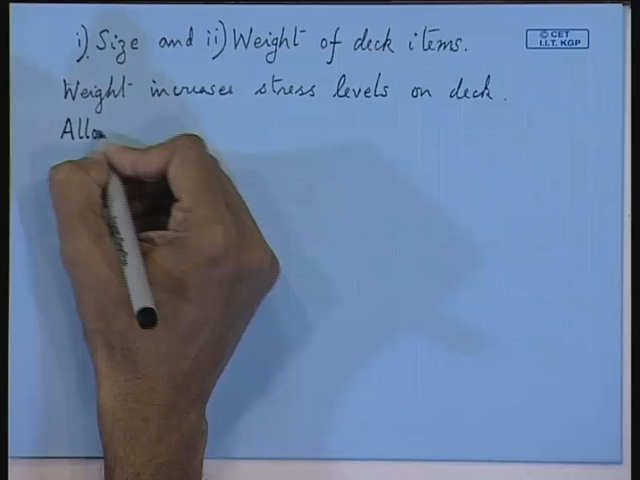 i). Size and ii) Weight of deck items.
© CET
I.I.T. KGP
Weight increases stress levels on deck.
Allo